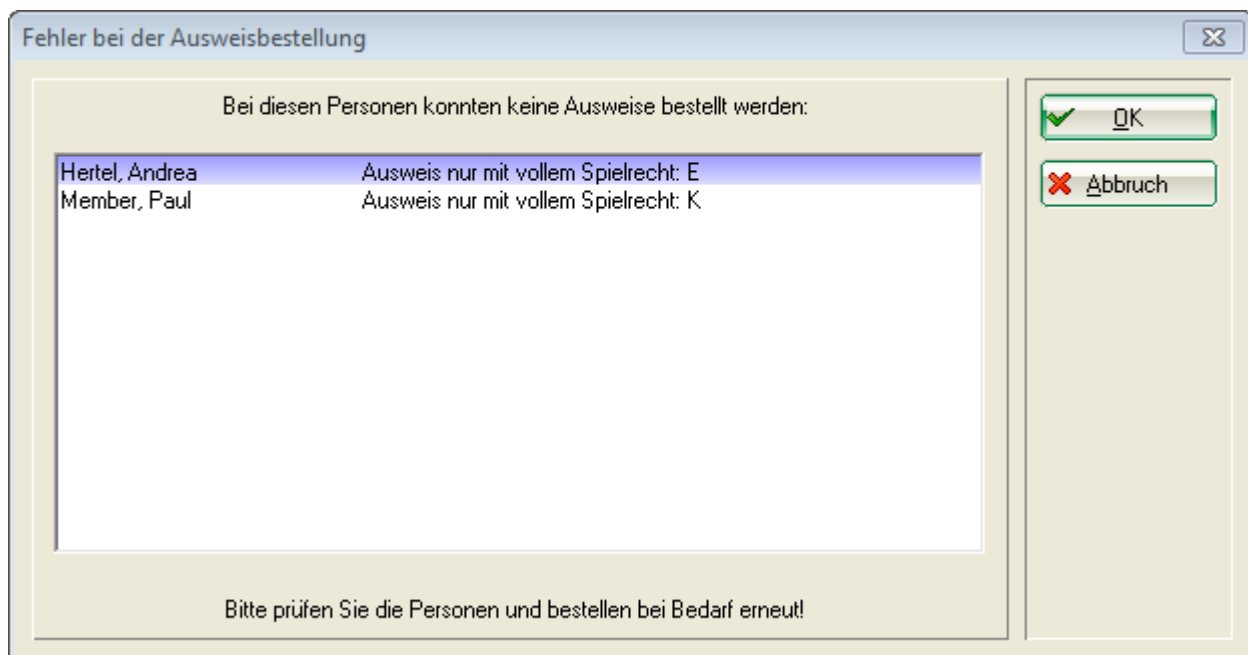 Fehler bei der Ausweisbestellung
Bei diesen Personen konnten keine Ausweise bestellt werden:
Hertel, Andrea Ausweis nur mit vollem Spielrecht: E
Member, Paul Ausweis nur mit vollem Spielrecht: K
Bitte prüfen Sie die Personen und bestellen bei Bedarf erneut!
OK
Abbruch